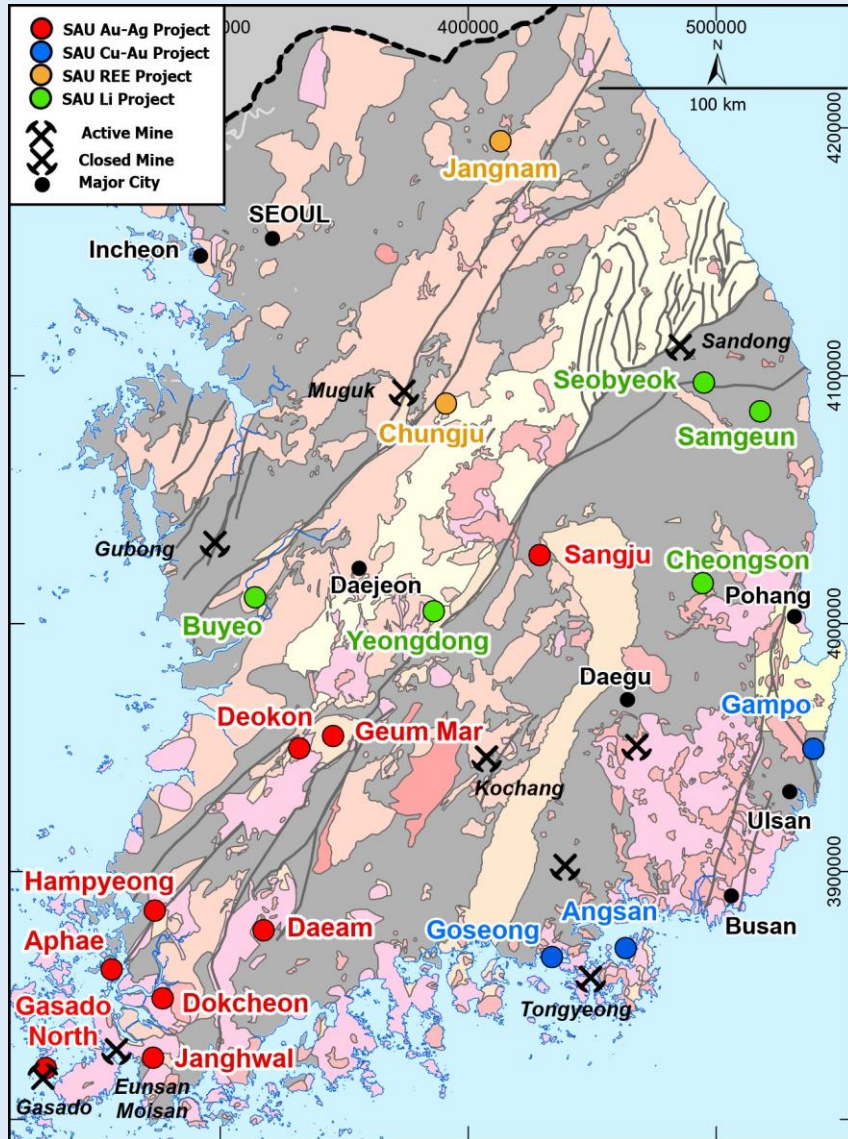 SAU Au-Ag Project
SAU Cu-Au Project
SAU REE Project
SAU Li Project
Active Mine
Closed Mine
Major City
400000
500000
N
100 km
4200000
Jangnam
SEOUL
Incheon
Sandong
Muguk
Seobyeok
4100000
Chungju
Samgeun
Gubong
Sangju
Cheongson
Daejeon
Pohang
Buyeo
Yeongdong
4000000
Daegu
Gampo
Deokon
Geum Mar
Kochang
Ulsan
Hampyeong
3900000
Angsan
Busan
Daeam
Goseong
Aphae
Dokcheon
Gasado
North
Tongyeong
Janghwal
Eunsan
Moisan
Gasado